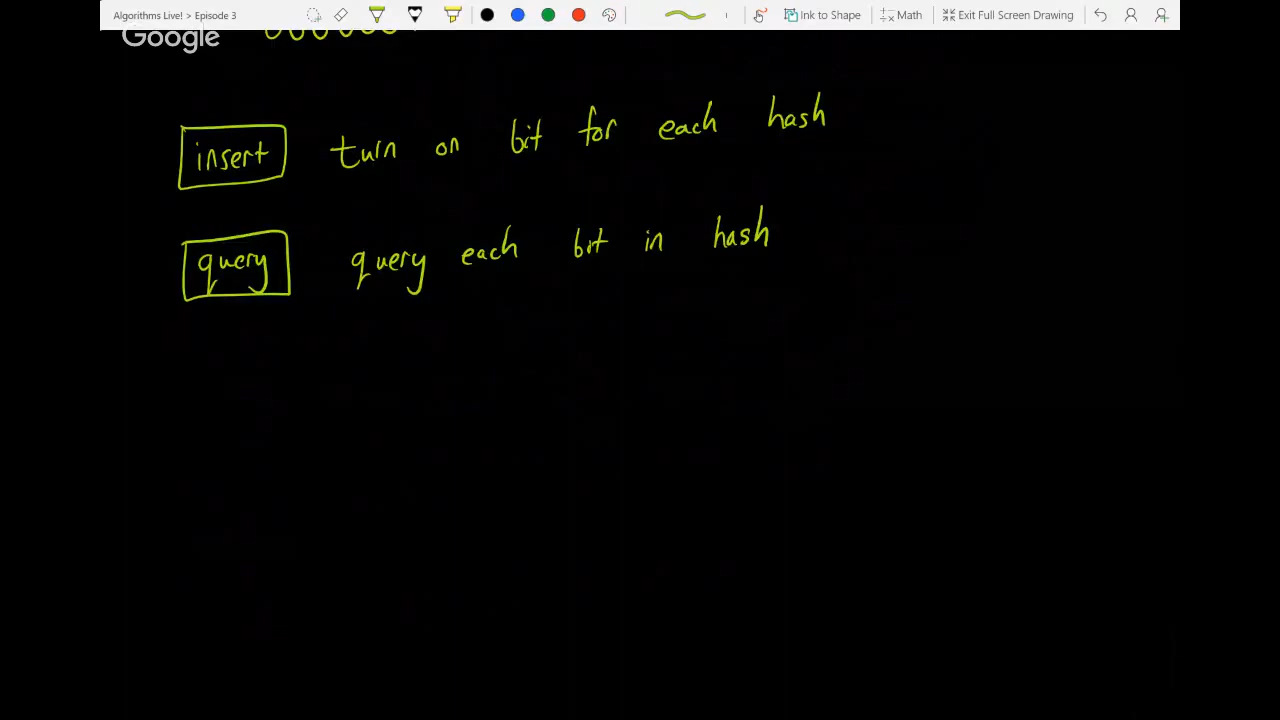 Algorithms Live! > Episode 3
Ink to Shape
Math
Exit Full Screen Drawing
Google
insert turn on bit for each hash
query query each bit in hash